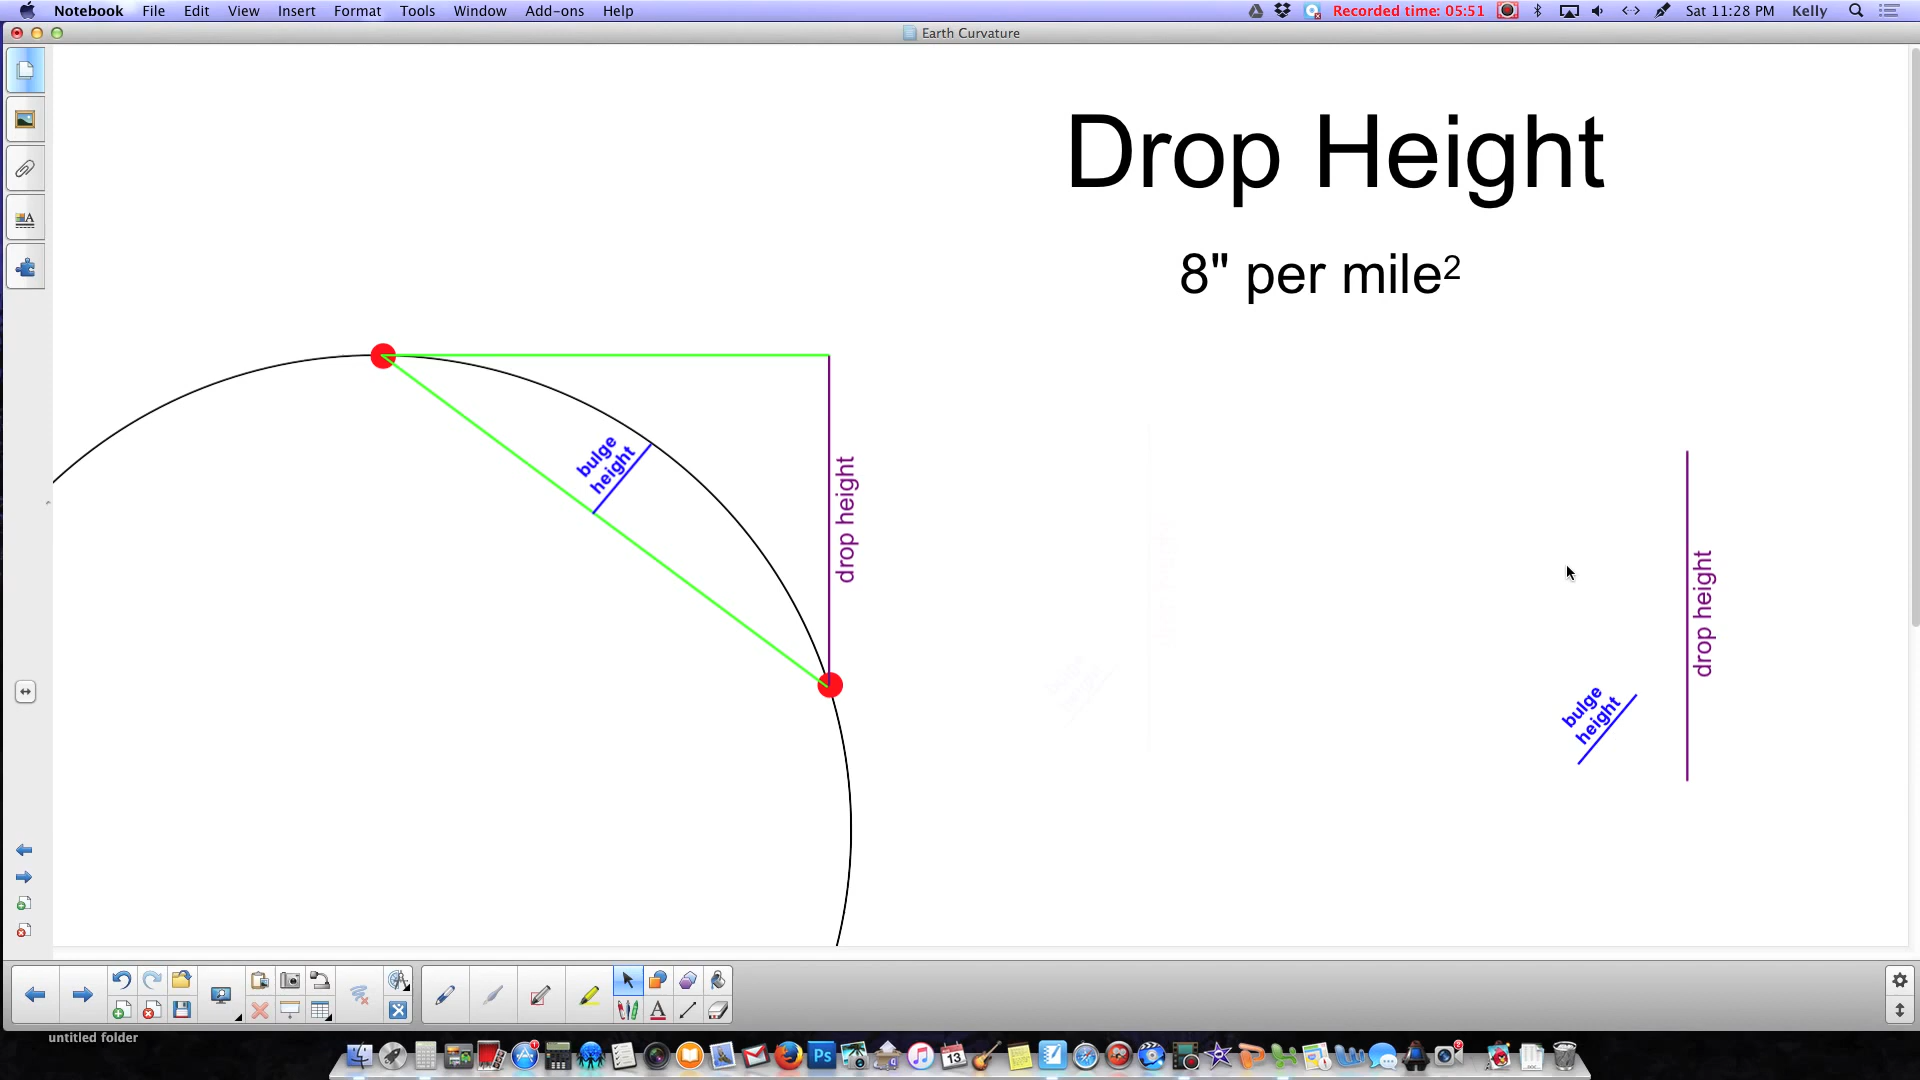 Notebook File Edit View Insert Format Tools Window Add-ons Help
Recorded time: 05:51
Sat 11:28 PM Kelly
Earth Curvature
Drop Height
8" per mile²
bulge
height
drop height
drop height
bulge
height
untitled folder